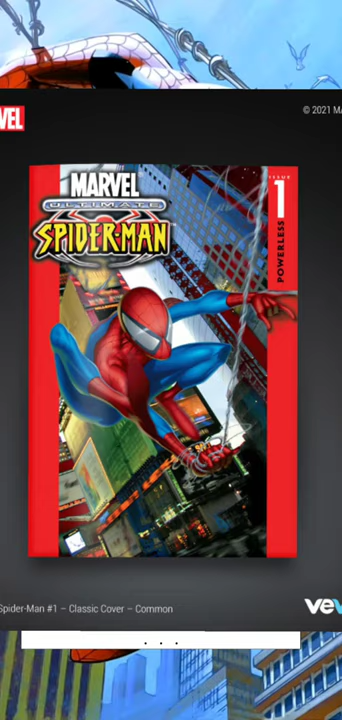 VEL
© 2021 MA
MARVEL
ISSUE
1
ULTIMATE
SPIDER-MAN
POWERLESS
Spider-Man #1 – Classic Cover – Common
VEV
. . .